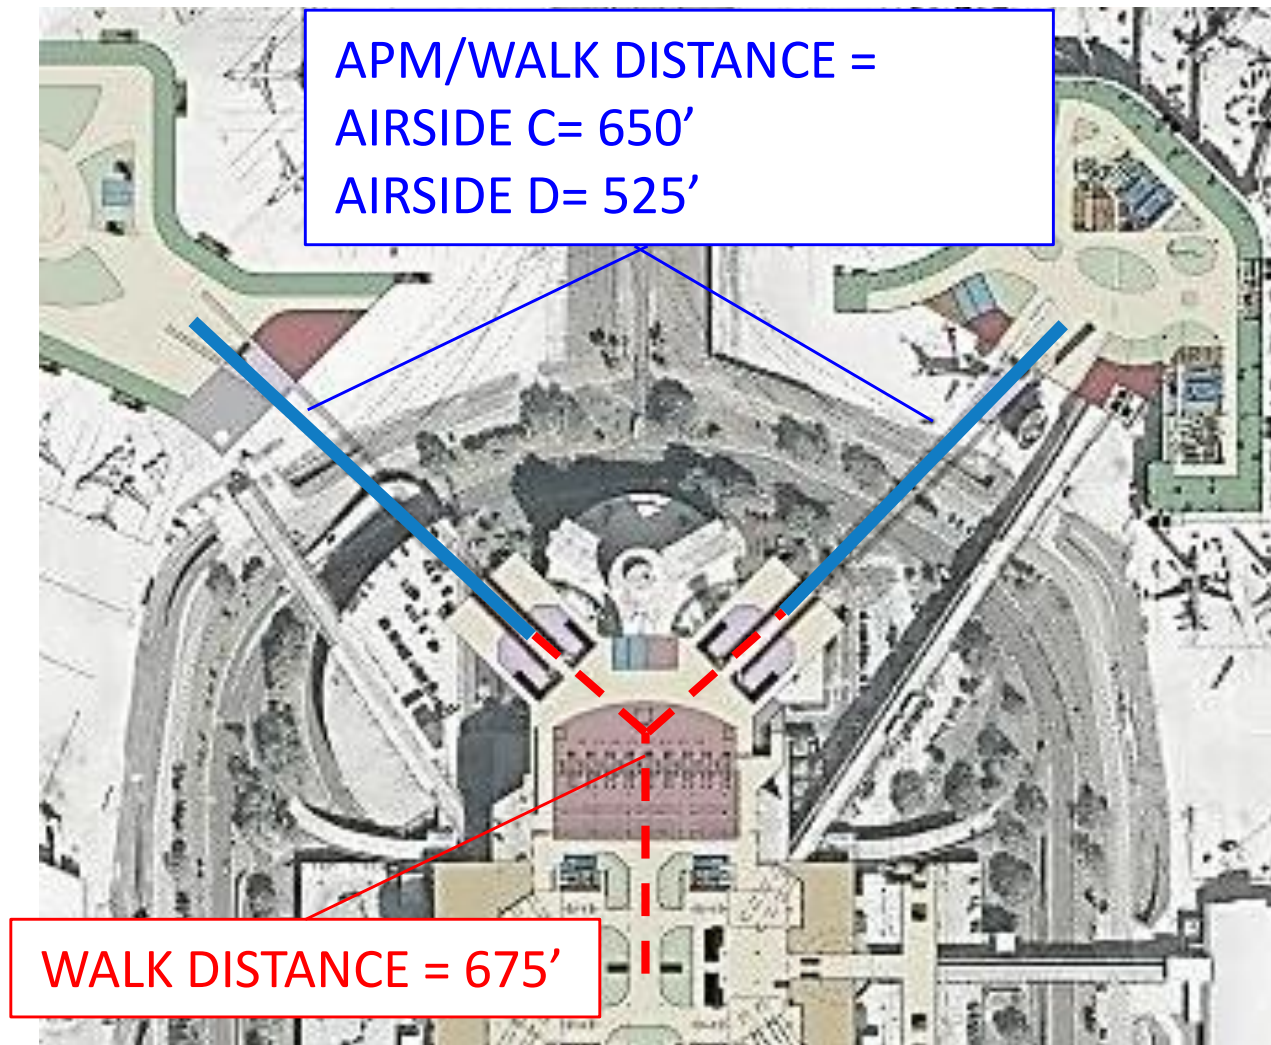 APM/WALK DISTANCE =
AIRSIDE C= 650’
AIRSIDE D= 525’
WALK DISTANCE = 675’